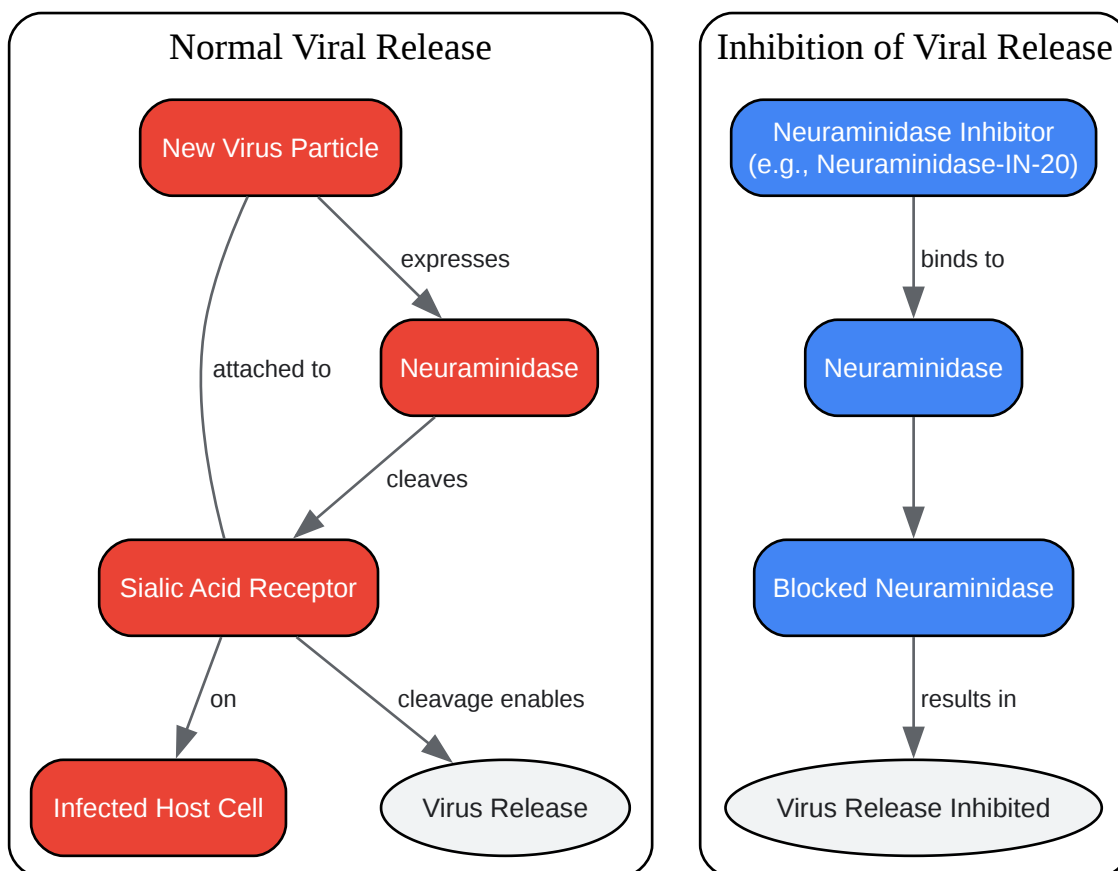 Normal Viral Release
New Virus Particle
expresses
Neuraminidase
attached to
cleaves
Sialic Acid Receptor
on
cleavage enables
Infected Host Cell
Virus Release
Inhibition of Viral Release
Neuraminidase Inhibitor
(e.g., Neuraminidase-IN-20)
binds to
Neuraminidase
Blocked Neuraminidase
results in
Virus Release Inhibited